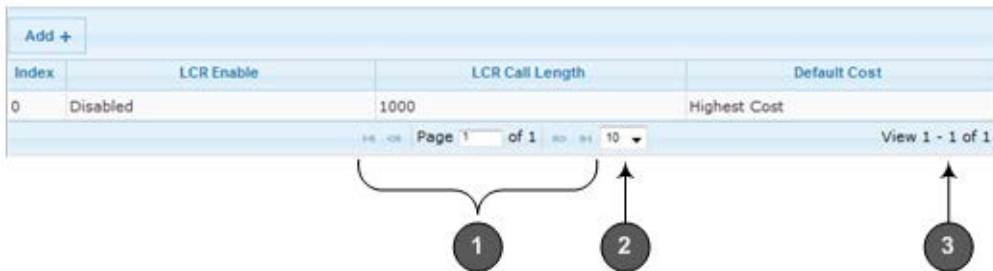 Add +
Index LCR Enable LCR Call Length Default Cost
0 Disabled 1000 Highest Cost
Page 1 of 1 10 View 1 - 1 of 1
1 2 3